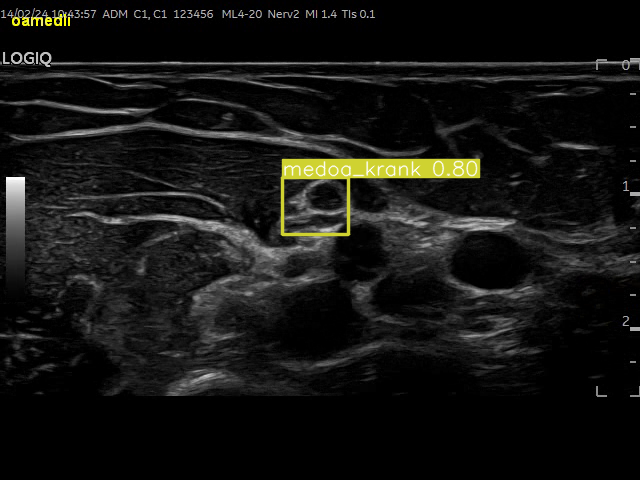 14/02/24 10:43:57 ADM C1, C1 123456 ML4-20 Nerv2 MI 1.4 TIs 0.1
oamedli
LOGIQ
0
medoa_krank 0.80
1
2